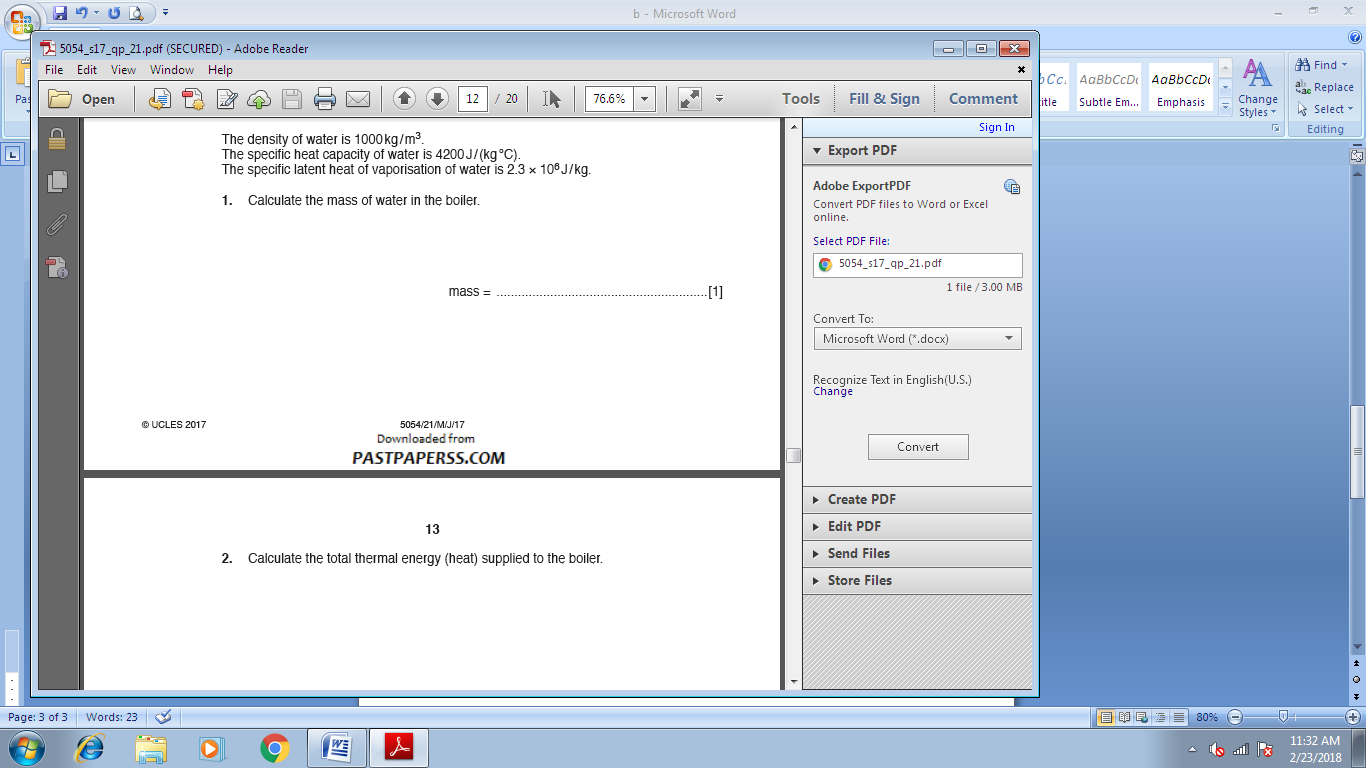 b - Microsoft Word
5054_s17_qp_21.pdf (SECURED) - Adobe Reader
File Edit View Window Help
Open 12 / 20 76.6% Tools Fill & Sign Comment
Subtle Em... Emphasis Change Styles Find Replace Select Editing
AaBbCcDc AaBbCcDc
Sign In
The density of water is 1000 kg/m³.
The specific heat capacity of water is 4200 J/(kg °C).
The specific latent heat of vaporisation of water is 2.3 × 10⁶ J/kg.
1. Calculate the mass of water in the boiler.
mass = ..........................................................[1]
© UCLES 2017 5054/21/M/J/17
Downloaded from
PASTPAPERSS.COM
13
2. Calculate the total thermal energy (heat) supplied to the boiler.
Export PDF
Adobe ExportPDF
Convert PDF files to Word or Excel
online.
Select PDF File:
5054_s17_qp_21.pdf
1 file / 3.00 MB
Convert To:
Microsoft Word (*.docx)
Recognize Text in English(U.S.)
Change
Convert
Create PDF
Edit PDF
Send Files
Store Files
Page: 3 of 3 Words: 23 80%
11:32 AM
2/23/2018